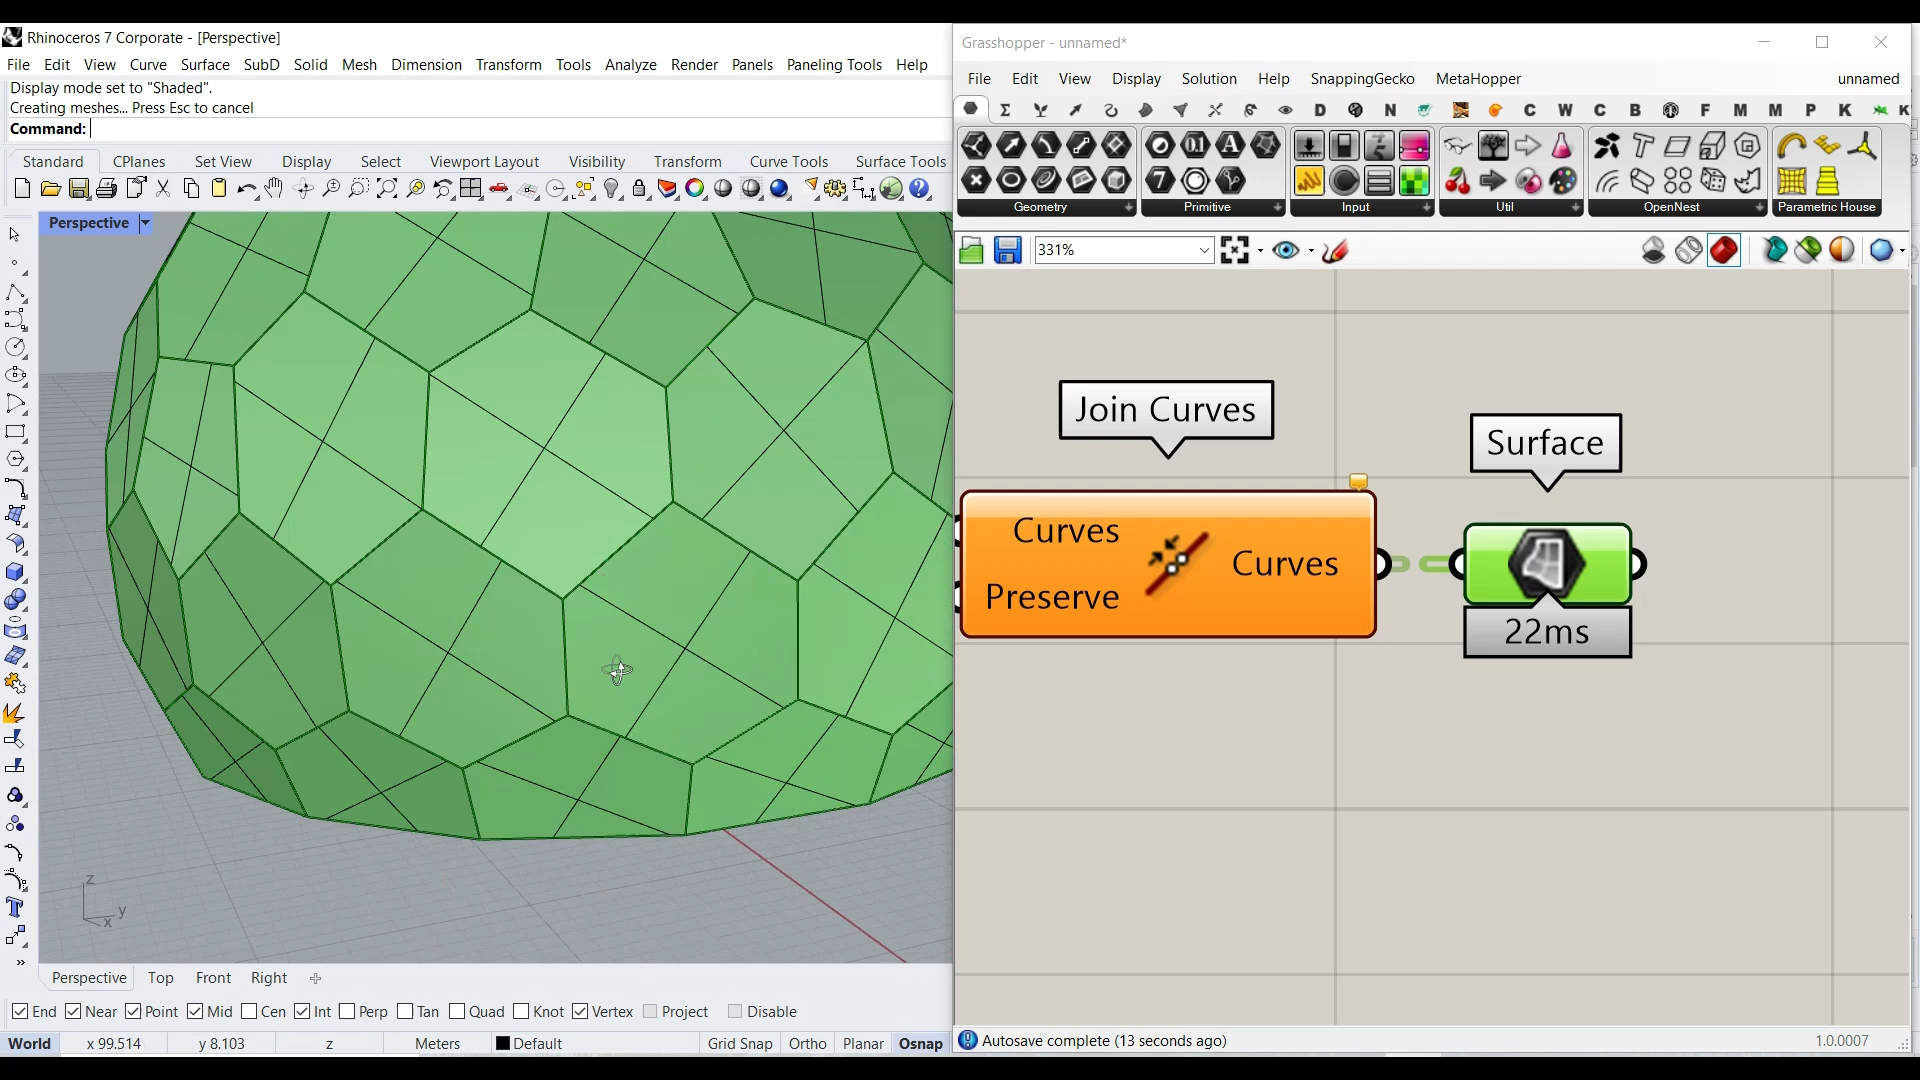 Rhinoceros 7 Corporate - [Perspective]
File Edit View Curve Surface SubD Solid Mesh Dimension Transform Tools Analyze Render Panels Paneling Tools Help
Display mode set to "Shaded".
Creating meshes... Press Esc to cancel
Command:
Standard CPlanes Set View Display Select Viewport Layout Visibility Transform Curve Tools Surface Tools
Perspective
z
y
x
Perspective Top Front Right
End Near Point Mid Cen Int Perp Tan Quad Knot Vertex Project Disable
World x 99.514 y 8.103 z Meters Default Grid Snap Ortho Planar Osnap
Grasshopper - unnamed*
File Edit View Display Solution Help SnappingGecko MetaHopper unnamed
D N C W C B F M M P K K
Geometry Primitive Input Util OpenNest Parametric House
331%
Join Curves
Surface
Curves
Preserve
Curves
22ms
Autosave complete (13 seconds ago) 1.0.0007